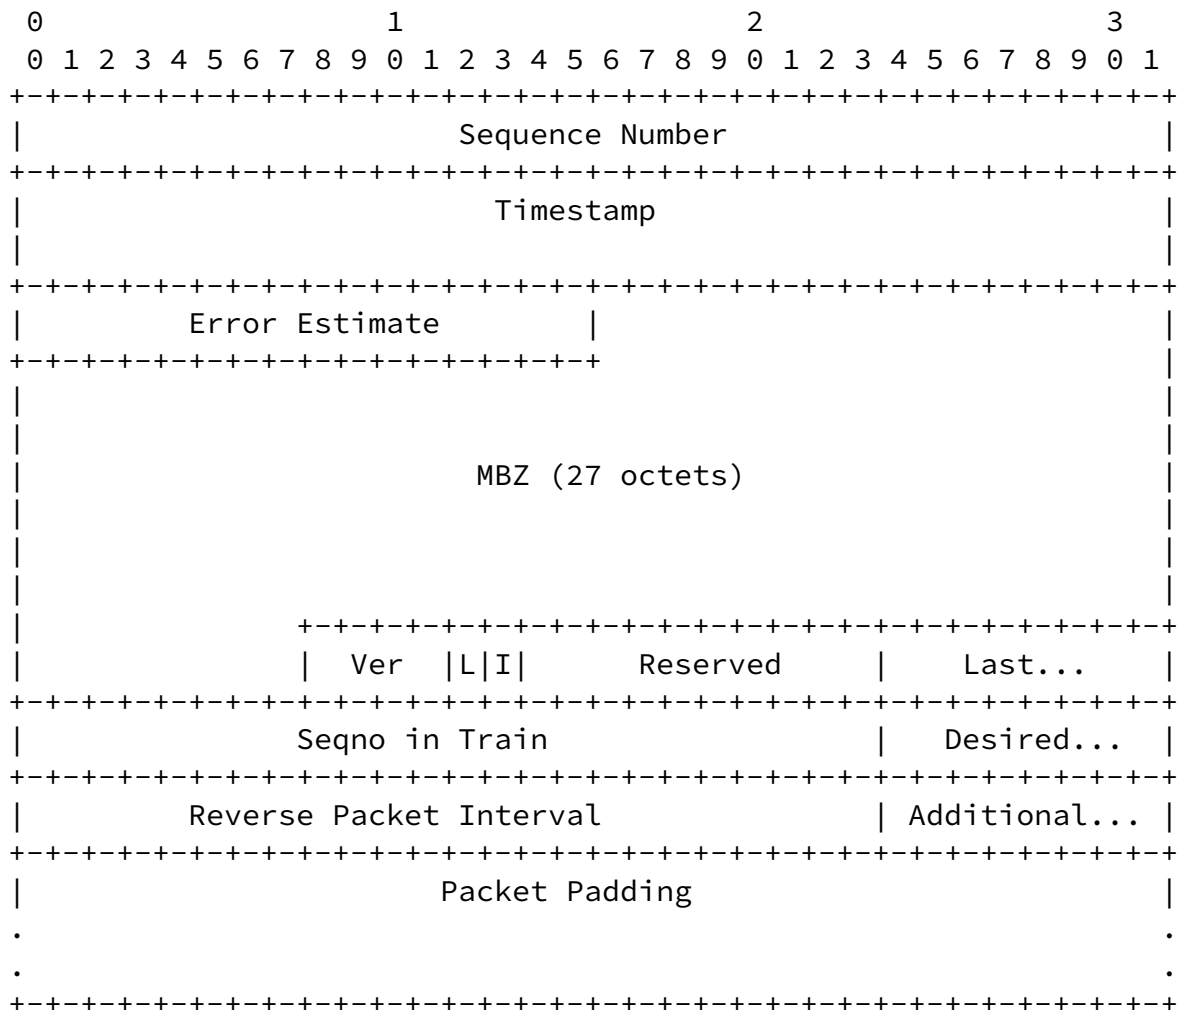 0                   1                   2                   3
 0 1 2 3 4 5 6 7 8 9 0 1 2 3 4 5 6 7 8 9 0 1 2 3 4 5 6 7 8 9 0 1
+-+-+-+-+-+-+-+-+-+-+-+-+-+-+-+-+-+-+-+-+-+-+-+-+-+-+-+-+-+-+-+-+
|                        Sequence Number                        |
+-+-+-+-+-+-+-+-+-+-+-+-+-+-+-+-+-+-+-+-+-+-+-+-+-+-+-+-+-+-+-+-+
|                          Timestamp                            |
|                                                               |
+-+-+-+-+-+-+-+-+-+-+-+-+-+-+-+-+-+-+-+-+-+-+-+-+-+-+-+-+-+-+-+-+
|         Error Estimate        |                               |
+-+-+-+-+-+-+-+-+-+-+-+-+-+-+-+-+                               |
|                                                               |
|                                                               |
|                         MBZ (27 octets)                       |
|                                                               |
|                                                               |
|                                                               |
|               +-+-+-+-+-+-+-+-+-+-+-+-+-+-+-+-+-+-+-+-+-+-+-+-+
|               |  Ver  |L|I|      Reserved     |    Last...    |
+-+-+-+-+-+-+-+-+-+-+-+-+-+-+-+-+-+-+-+-+-+-+-+-+-+-+-+-+-+-+-+-+
|               Seqno in Train                  |   Desired...  |
+-+-+-+-+-+-+-+-+-+-+-+-+-+-+-+-+-+-+-+-+-+-+-+-+-+-+-+-+-+-+-+-+
|         Reverse Packet Interval               | Additional... |
+-+-+-+-+-+-+-+-+-+-+-+-+-+-+-+-+-+-+-+-+-+-+-+-+-+-+-+-+-+-+-+-+
|                       Packet Padding                          |
.                                                               .
.                                                               .
+-+-+-+-+-+-+-+-+-+-+-+-+-+-+-+-+-+-+-+-+-+-+-+-+-+-+-+-+-+-+-+-+